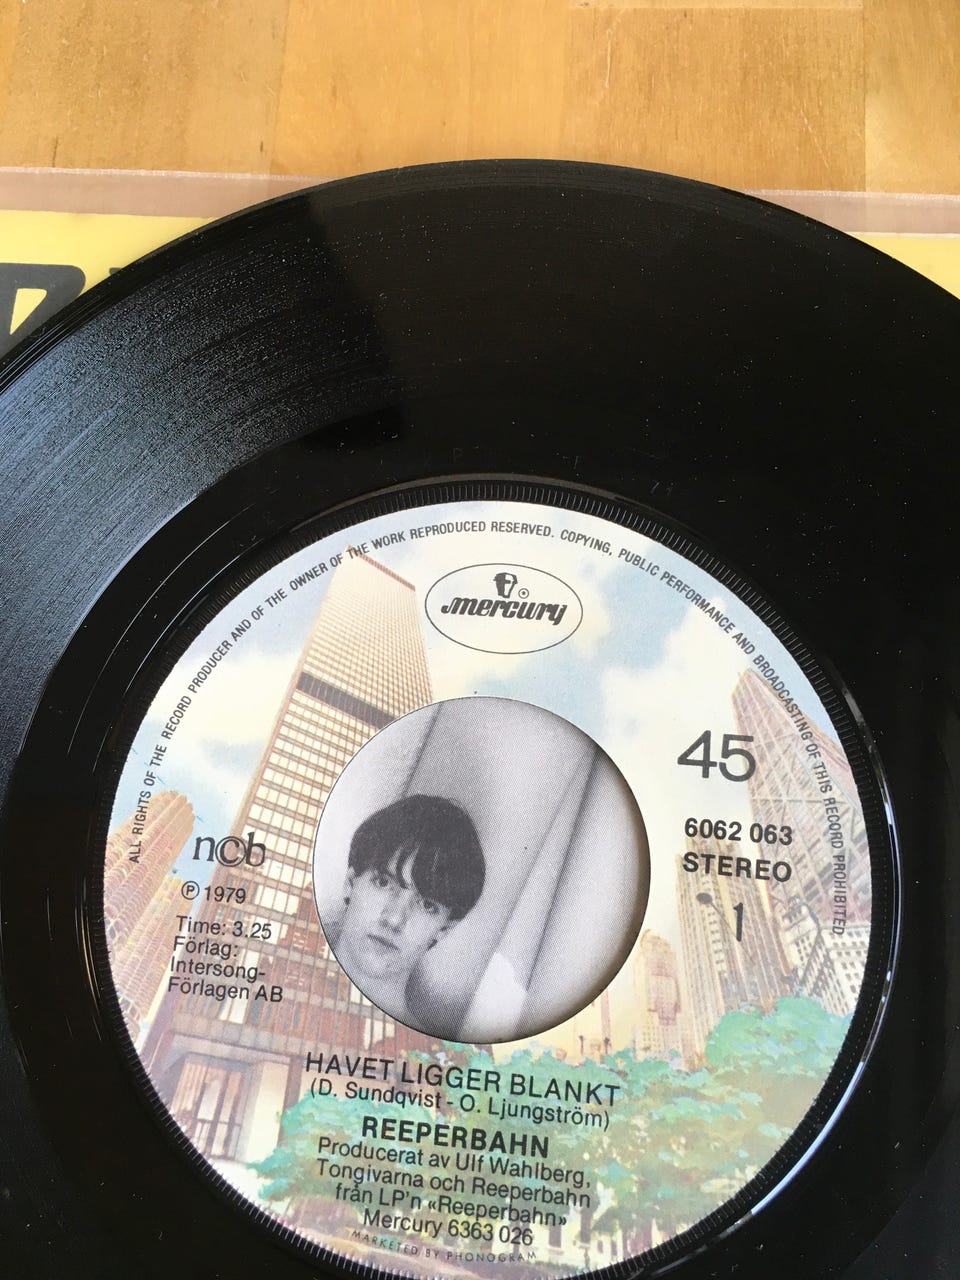 ALL RIGHTS OF THE RECORD PRODUCER AND OF THE OWNER OF THE WORK REPRODUCED RESERVED. COPYING, PUBLIC PERFORMANCE AND BROADCASTING OF THIS RECORD PROHIBITED
mercury
45
6062 063
STEREO
1
ncb
℗ 1979
Time: 3.25
Förlag:
Intersong-
Förlagen AB
HAVET LIGGER BLANKT
(D. Sundqvist - O. Ljungström)
REEPERBAHN
Producerat av Ulf Wahlberg,
Tongivarna och Reeperbahn
från LP'n «Reeperbahn»
Mercury 6363 026
MARKETED BY PHONOGRAM